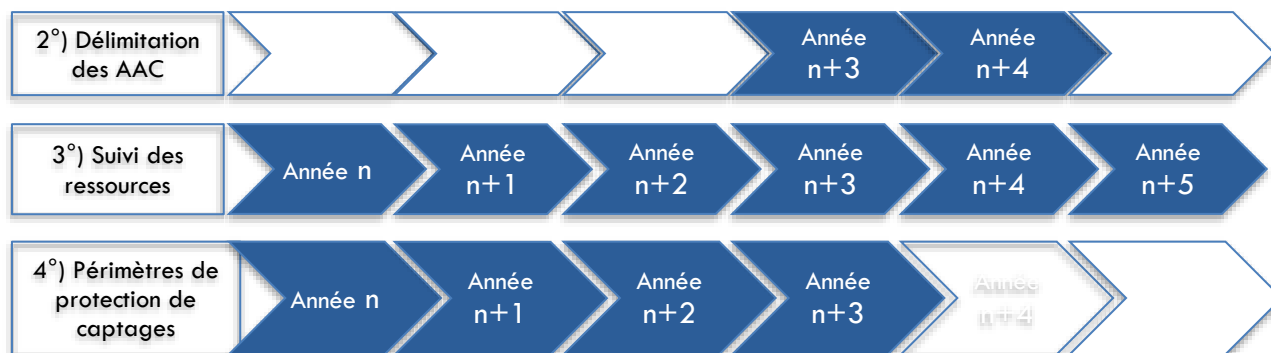 2°) Délimitation
des AAC
Année
n+3
Année
n+4
3°) Suivi des
ressources
Année n
Année
n+1
Année
n+2
Année
n+3
Année
n+4
Année
n+5
4°) Périmètres de
protection de
captages
Année n
Année
n+1
Année
n+2
Année
n+3
Année
n+4